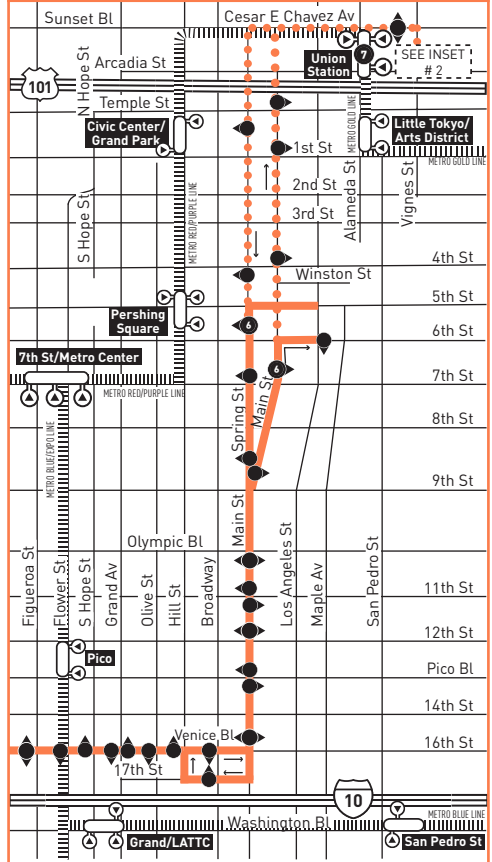 Sunset Bl
Cesar E Chavez Av
N Hope St
Arcadia St
Union
Station
7
SEE INSET
# 2
101
Temple St
Civic Center/
Grand Park
METRO GOLD LINE
Little Tokyo/
Arts District
METRO GOLD LINE
1st St
2nd St
3rd St
S Hope St
METRO RED/PURPLE LINE
Alameda St
Vignes St
4th St
Winston St
5th St
Pershing
Square
6
6th St
7th St/Metro Center
METRO RED/PURPLE LINE
6
7th St
Spring St
Main St
8th St
METRO BLUE/EXPO LINE
9th St
Main St
Olympic Bl
Figueroa St
Flower St
S Hope St
Grand Av
Olive St
Hill St
Broadway
Los Angeles St
Maple Av
San Pedro St
11th St
12th St
Pico
Pico Bl
14th St
Venice Bl
16th St
17th St
10
METRO BLUE LINE
Washington Bl
Grand/LATTC
San Pedro St